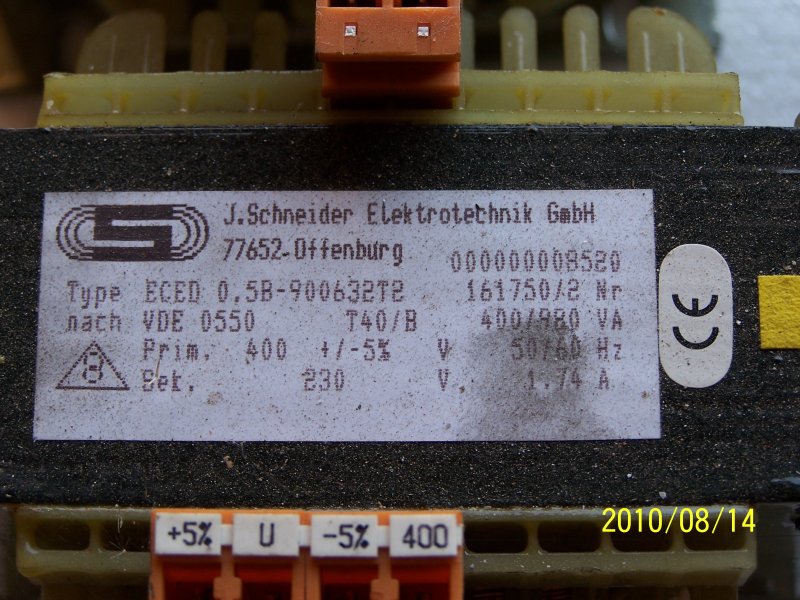 J.Schneider Elektrotechnik GmbH
77652 Offenburg 000000008520
Type ECED 0.5B-900632T2 161750/2 Nr
nach VDE 0550 T40/B 400/980 VA
Prim. 400 +/-5% V 50/60 Hz
Sek. 230 V 1.74 A
CE
+5% U -5% 400
2010/08/14